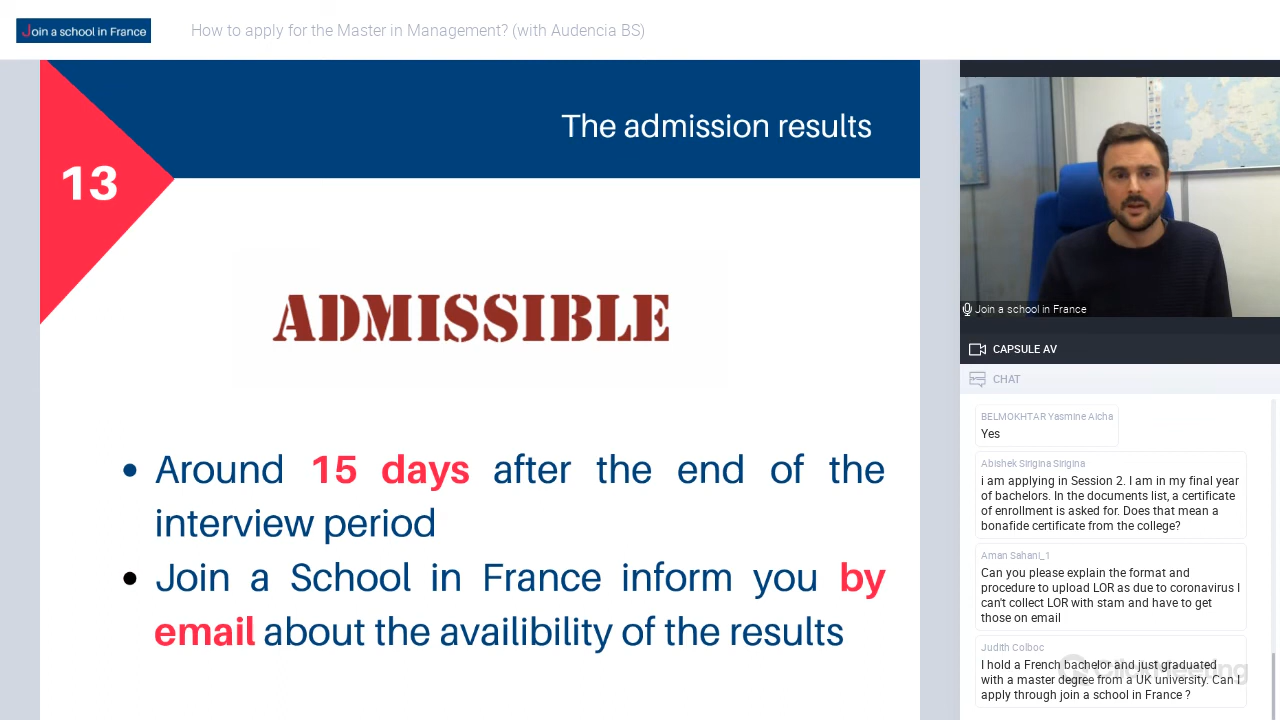 Join a school in France
How to apply for the Master in Management? (with Audencia BS)
13
The admission results
ADMISSIBLE
• Around 15 days after the end of the
interview period
• Join a School in France inform you by
email about the availibility of the results
Join a school in France
CAPSULE AV
CHAT
BELMOKHTAR Yasmine Aicha
Yes
Abishek Sirigina Sirigina
i am applying in Session 2. I am in my final year
of bachelors. In the documents list, a certificate
of enrollment is asked for. Does that mean a
bonafide certificate from the college?
Aman Sahani_1
Can you please explain the format and
procedure to upload LOR as due to coronavirus I
can't collect LOR with stam and have to get
those on email
Judith Colboc
I hold a French bachelor and just graduated
with a master degree from a UK university. Can I
apply through join a school in France ?
ClickMeeting